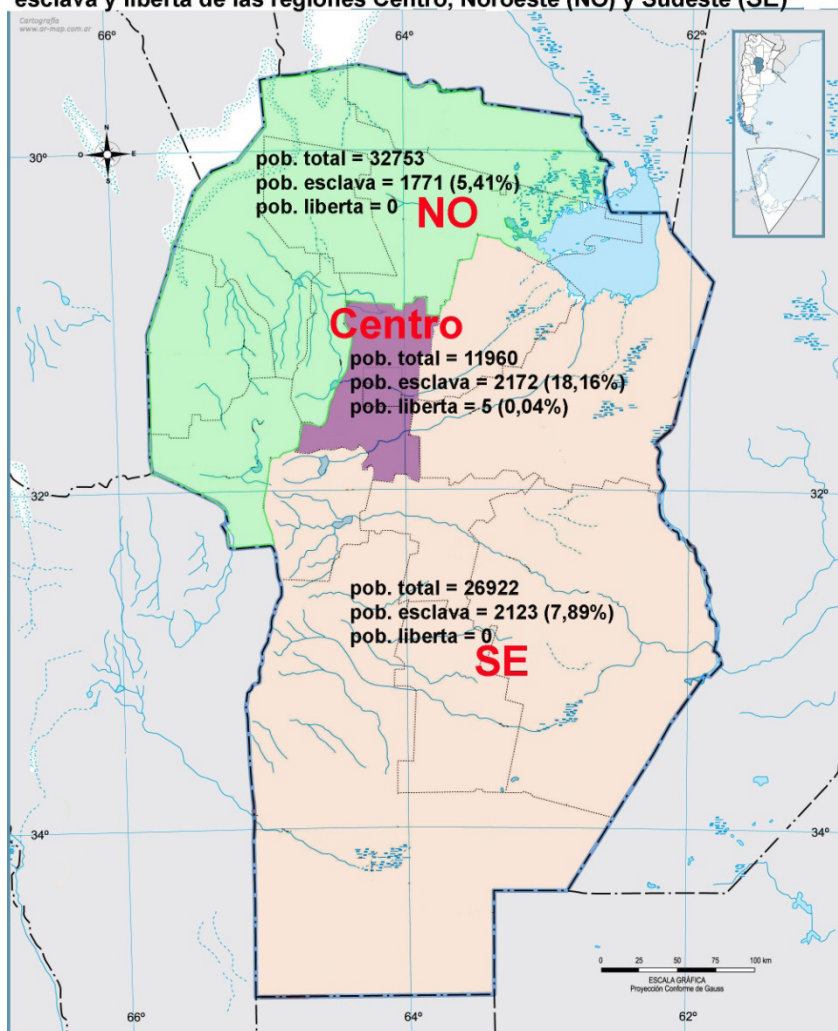 esclava y liberta de las regiones Centro, Noroeste (NO) y Sudeste (SE)
Cartografía
www.ar-map.com.ar
66º
64º
62º
N
O
E
S
30º
pob. total = 32753
pob. esclava = 1771 (5,41%)
pob. liberta = 0
NO
Centro
pob. total = 11960
pob. esclava = 2172 (18,16%)
pob. liberta = 5 (0,04%)
32º
32º
pob. total = 26922
pob. esclava = 2123 (7,89%)
pob. liberta = 0
SE
34º
34º
0 25 50 75 100 km
ESCALA GRÁFICA
Proyección Conforme de Gauss
66º
64º
62º